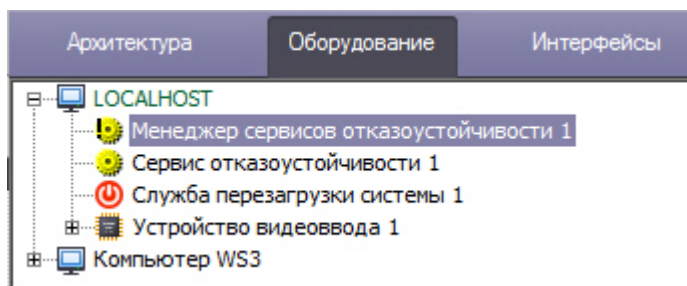 Архитектура Оборудование Интерфейсы
LOCALHOST
Менеджер сервисов отказоустойчивости 1
Сервис отказоустойчивости 1
Служба перезагрузки системы 1
Устройство видеоввода 1
Компьютер WS3